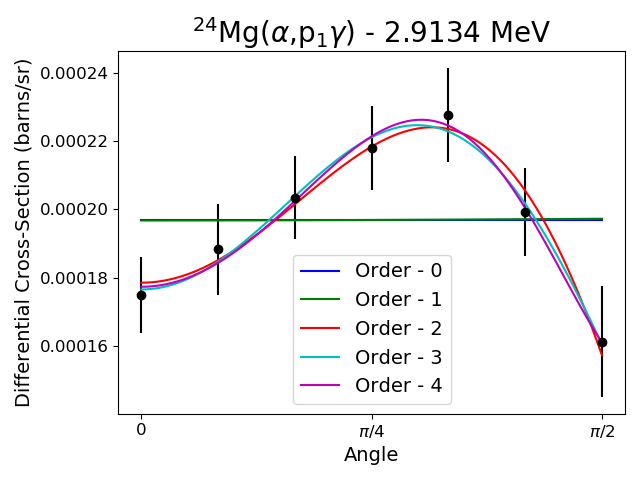 ²⁴Mg(α,p₁γ) - 2.9134 MeV
Differential Cross-Section (barns/sr)
0.00024
0.00022
0.00020
0.00018
0.00016
Order - 0
Order - 1
Order - 2
Order - 3
Order - 4
0 π/4 π/2
Angle